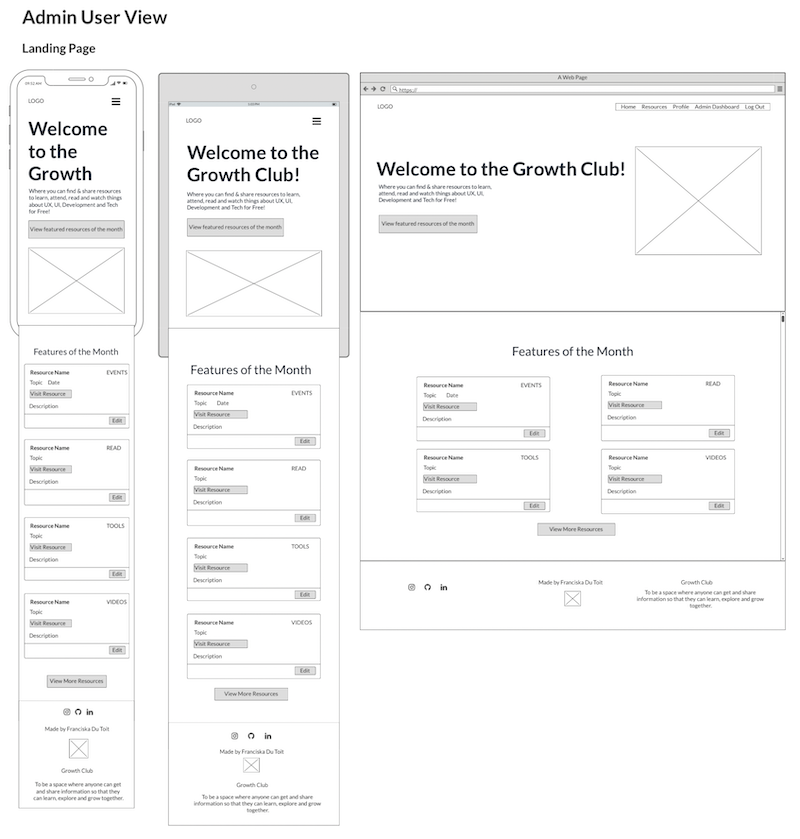 Admin User View
Landing Page
09:52 AM
LOGO
Welcome
to the
Growth
Where you can find & share resources
to learn, attend, read and watch things
about UX, UI, Development and Tech
for Free!
View featured resources of the month
Features of the Month
Resource Name EVENTS
Topic Date
Visit Resource
Description
Edit
Resource Name READ
Topic
Visit Resource
Description
Edit
Resource Name TOOLS
Topic
Visit Resource
Description
Edit
Resource Name VIDEOS
Topic
Visit Resource
Description
Edit
View More Resources
Made by Franciska Du Toit
Growth Club
To be a space where anyone can get
and share information so that they
can learn, explore and grow together.
iPad
LOGO
Welcome to the
Growth Club!
Where you can find & share resources to learn,
attend, read and watch things about UX, UI,
Development and Tech for Free!
View featured resources of the month
Features of the Month
Resource Name EVENTS
Topic Date
Visit Resource
Description
Edit
Resource Name READ
Topic
Visit Resource
Description
Edit
Resource Name TOOLS
Topic
Visit Resource
Description
Edit
Resource Name VIDEOS
Topic
Visit Resource
Description
Edit
View More Resources
Made by Franciska Du Toit
Growth Club
To be a space where anyone can get and share
information so that they can learn, explore and grow
together.
A Web Page
https://
LOGO
Home Resources Profile Admin Dashboard Log Out
Welcome to the Growth Club!
Where you can find & share resources to learn,
attend, read and watch things about UX, UI,
Development and Tech for Free!
View featured resources of the month
Features of the Month
Resource Name EVENTS
Topic Date
Visit Resource
Description
Edit
Resource Name READ
Topic
Visit Resource
Description
Edit
Resource Name TOOLS
Topic
Visit Resource
Description
Edit
Resource Name VIDEOS
Topic
Visit Resource
Description
Edit
View More Resources
Made by Franciska Du Toit
Growth Club
To be a space where anyone can get and share
information so that they can learn, explore and grow
together.